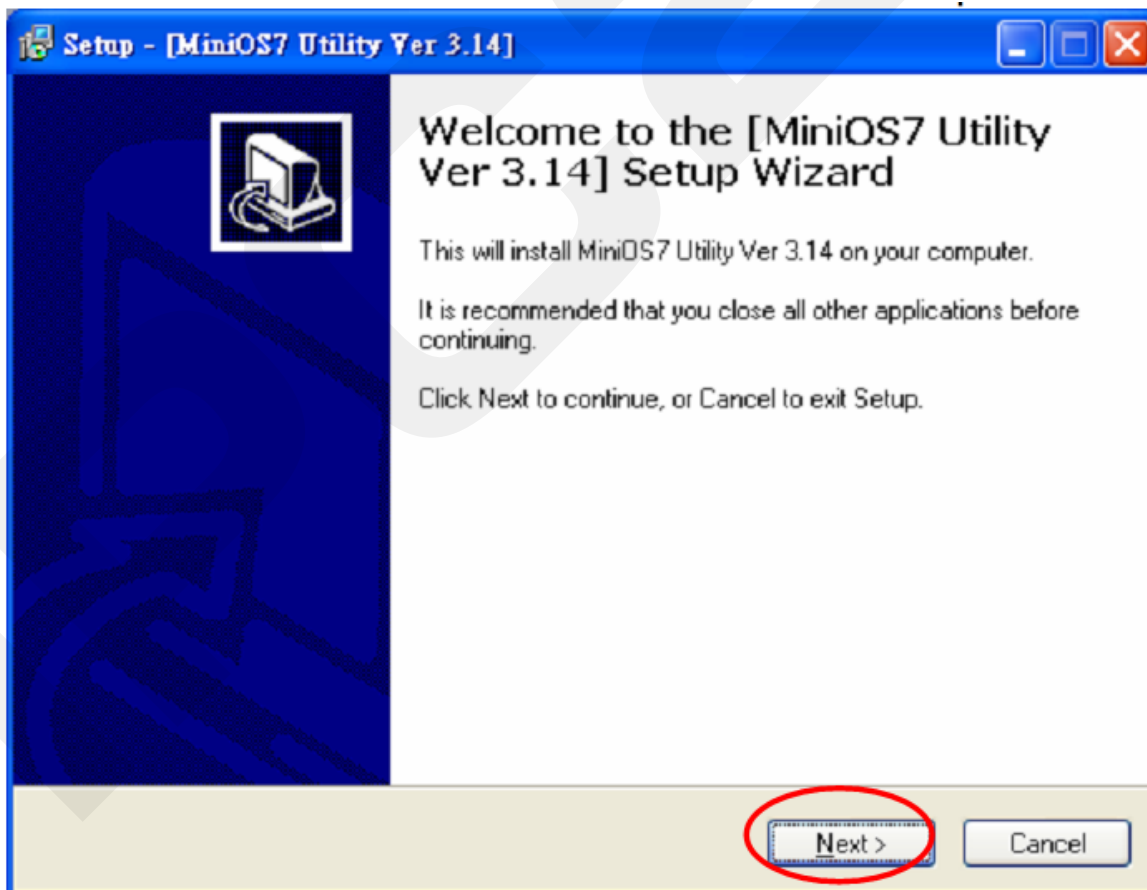 Setup - [MiniOS7 Utility Ver 3.14]
Welcome to the [MiniOS7 Utility
Ver 3.14] Setup Wizard
This will install MiniOS7 Utility Ver 3.14 on your computer.
It is recommended that you close all other applications before
continuing.
Click Next to continue, or Cancel to exit Setup.
Next >
Cancel